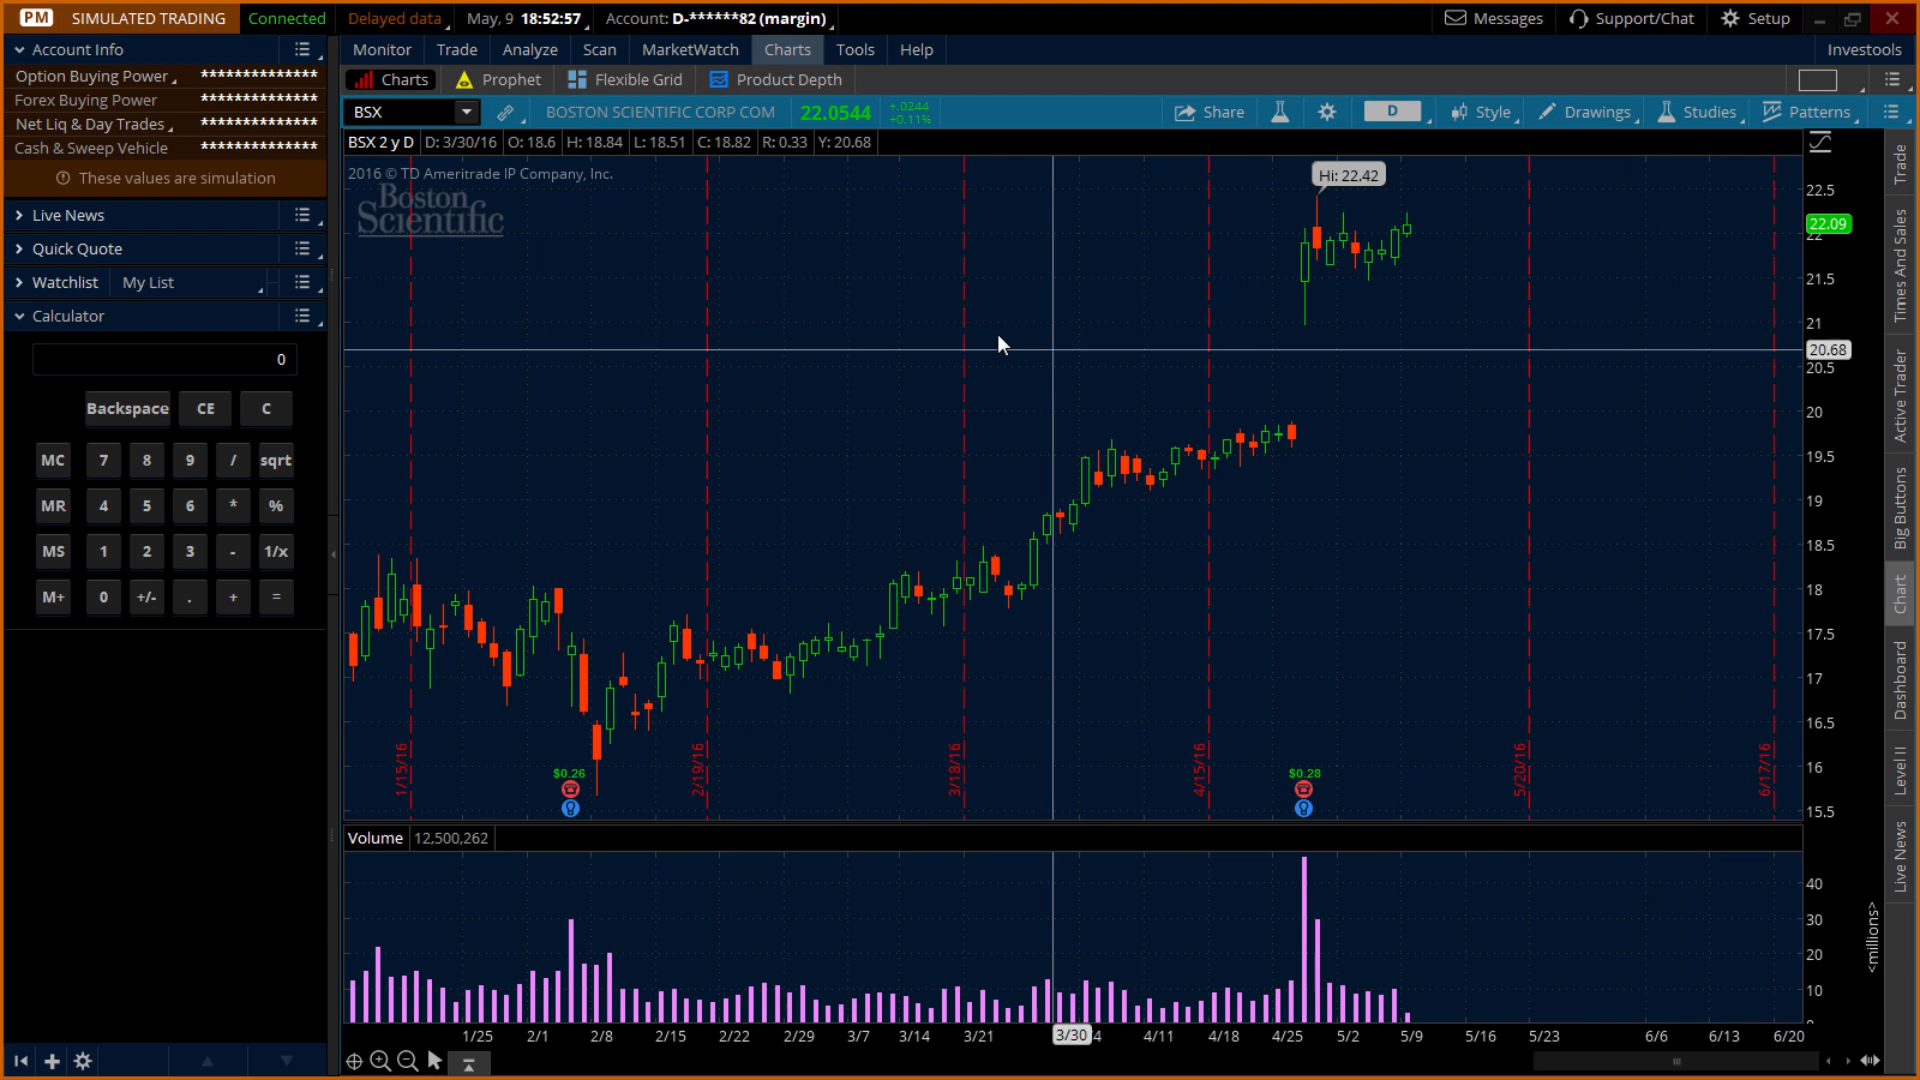 PM SIMULATED TRADING Connected Delayed data May, 9 18:52:57 Account: D-******82 (margin) Messages Support/Chat Setup
Account Info
Option Buying Power **************
Forex Buying Power **************
Net Liq & Day Trades **************
Cash & Sweep Vehicle **************
These values are simulation
Live News
Quick Quote
Watchlist My List
Calculator
0
Backspace CE C
MC 7 8 9 / sqrt
MR 4 5 6 * %
MS 1 2 3 - 1/x
M+ 0 +/- . + =
Monitor Trade Analyze Scan MarketWatch Charts Tools Help Investools
Charts Prophet Flexible Grid Product Depth
BSX BOSTON SCIENTIFIC CORP COM 22.0544 +.0244 +0.11% Share D Style Drawings Studies Patterns
BSX 2 y D D: 3/30/16 O: 18.6 H: 18.84 L: 18.51 C: 18.82 R: 0.33 Y: 20.68
2016 © TD Ameritrade IP Company, Inc.
Boston
Scientific
Hi: 22.42
22.5
22.09
22
21.5
21
20.68
20.5
20
19.5
19
18.5
18
17.5
17
16.5
16
15.5
1/15/16 2/19/16 3/18/16 4/15/16 5/20/16 6/17/16
$0.26 $0.28
Volume 12,500,262
40
30
20
10
<millions>
1/25 2/1 2/8 2/15 2/22 2/29 3/7 3/14 3/21 3/30 4 4/11 4/18 4/25 5/2 5/9 5/16 5/23 6/6 6/13 6/20
Trade
Times And Sales
Active Trader
Big Buttons
Chart
Dashboard
Level II
Live News